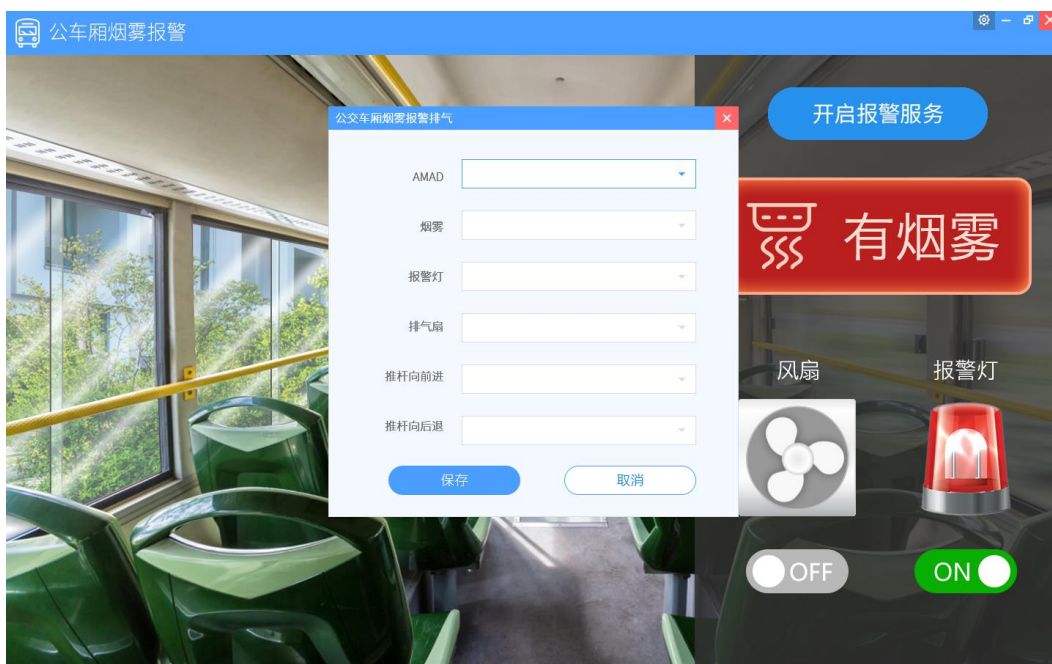 公车厢烟雾报警
开启报警服务
公交车厢烟雾报警排气
AMAD
烟雾
报警灯
排气扇
推杆向前进
推杆向后退
保存
取消
有烟雾
风扇
报警灯
OFF
ON